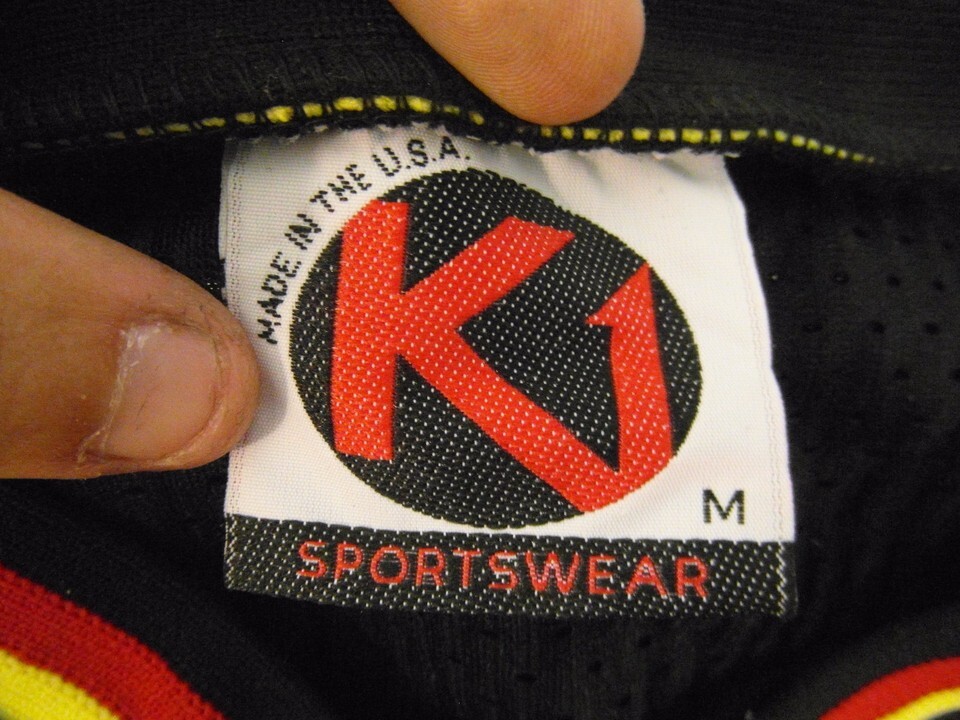 MADE IN THE U.S.A.
K1
M
SPORTSWEAR